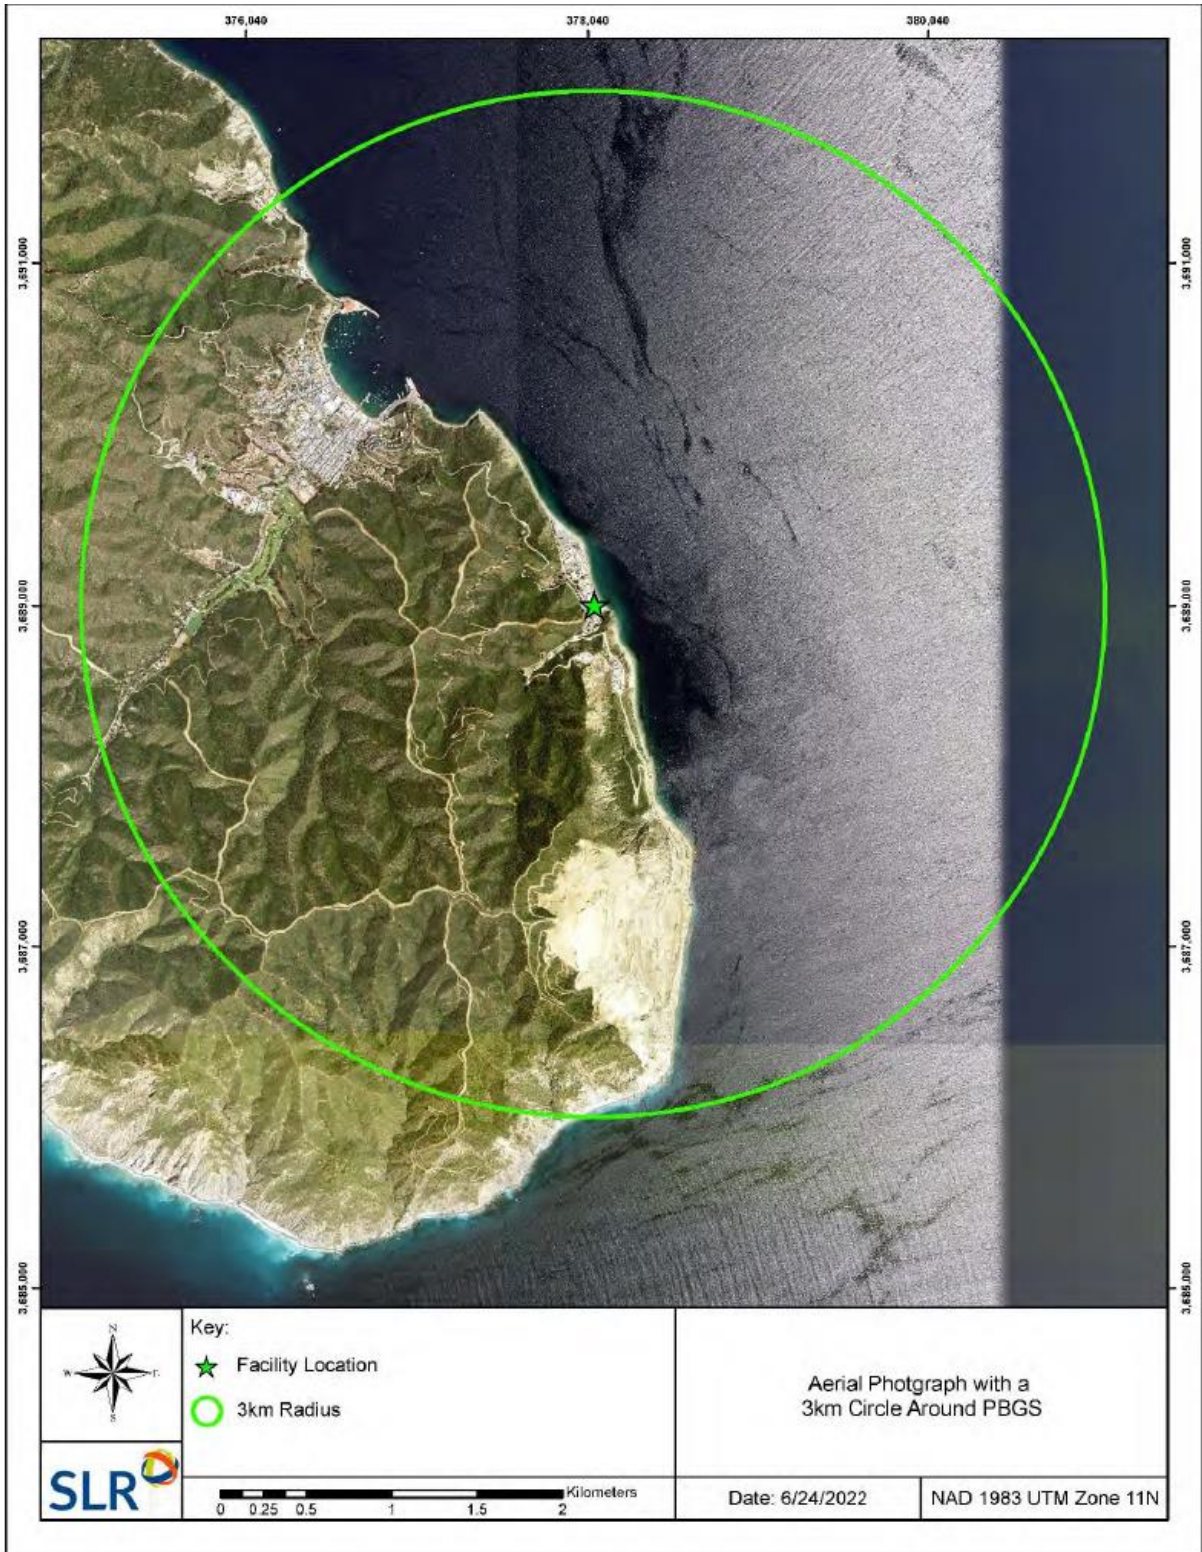 376,040 378,040 380,040
3,691,000 3,691,000
3,689,000 3,689,000
3,687,000 3,687,000
3,685,000 3,685,000
N
W E
S
Key:
Facility Location
3km Radius
Aerial Photgraph with a
3km Circle Around PBGS
SLR
Kilometers
0 0.25 0.5 1 1.5 2
Date: 6/24/2022
NAD 1983 UTM Zone 11N